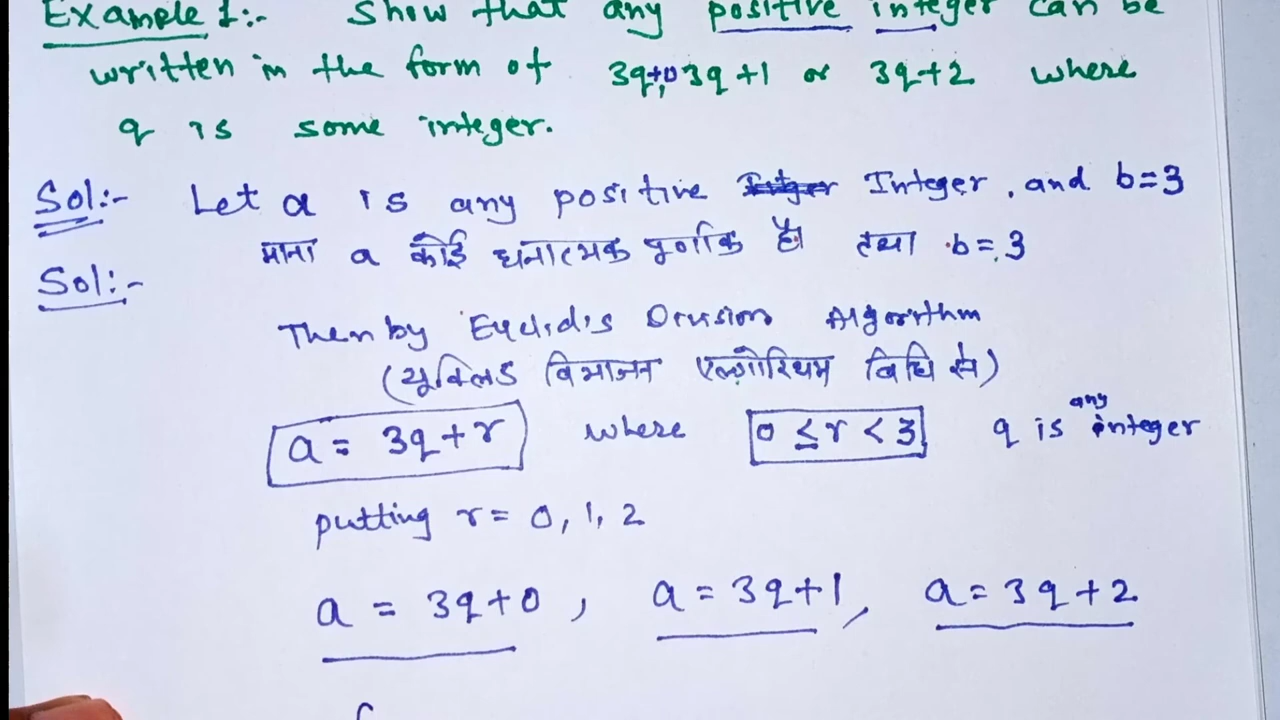 Example 1:- Show that any positive integer can be
written in the form of 3q+0, 3q+1 or 3q+2 where
q is some integer.
Sol:- Let a is any positive Integer, and b=3
माना a कोई धनात्मक पूर्णांक है। तथा b=3
Sol:-
Then by Euclid's Division Algorithm
(यूक्लिड विभाजन एल्गोरिथम विधि से)
a = 3q+r where 0 ≤ r < 3 q is any integer
putting r= 0, 1, 2
a = 3q+0, a = 3q+1, a = 3q+2